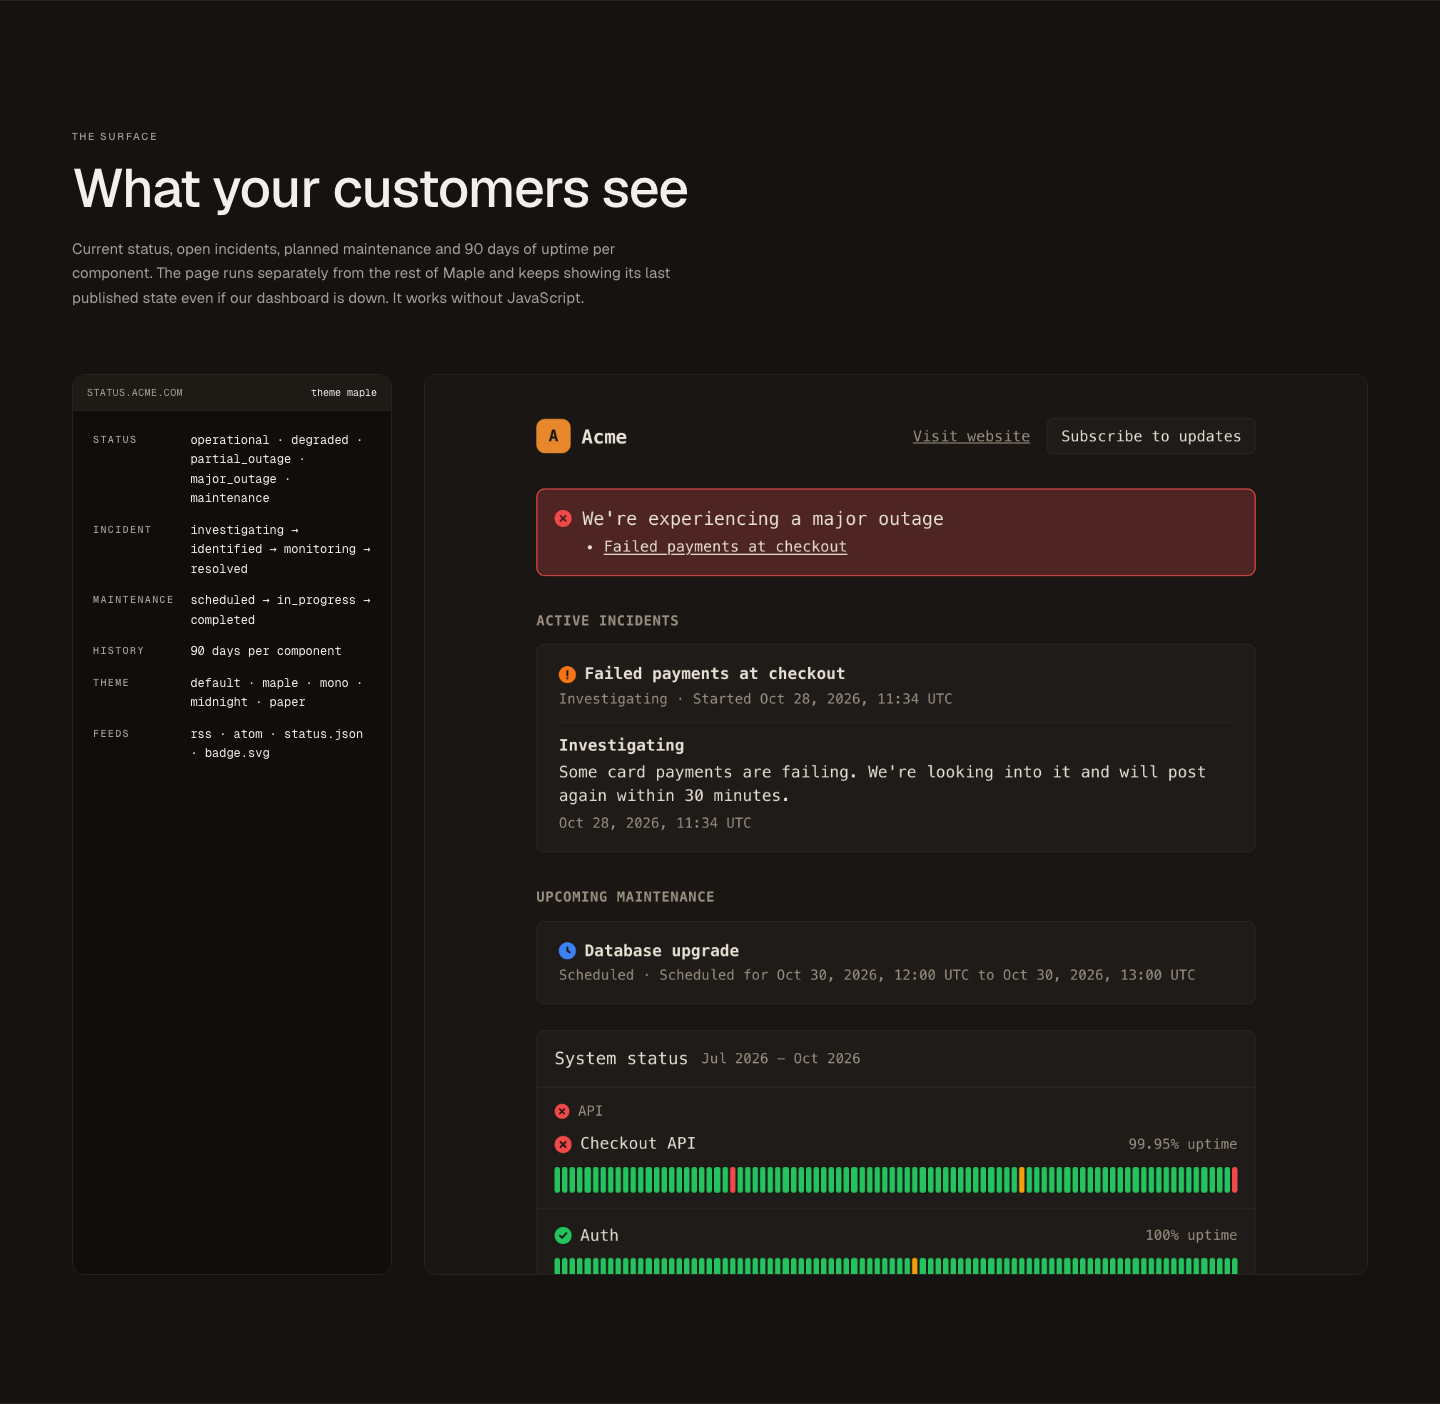 THE SURFACE
What your customers see
Current status, open incidents, planned maintenance and 90 days of uptime per
component. The page runs separately from the rest of Maple and keeps showing its last
published state even if our dashboard is down. It works without JavaScript.
STATUS.ACME.COM theme maple
STATUS operational · degraded ·
partial_outage ·
major_outage ·
maintenance
INCIDENT investigating →
identified → monitoring →
resolved
MAINTENANCE scheduled → in_progress →
completed
HISTORY 90 days per component
THEME default · maple · mono ·
midnight · paper
FEEDS rss · atom · status.json
· badge.svg
A Acme Visit website Subscribe to updates
We're experiencing a major outage
• Failed payments at checkout
ACTIVE INCIDENTS
Failed payments at checkout
Investigating · Started Oct 28, 2026, 11:34 UTC
Investigating
Some card payments are failing. We're looking into it and will post
again within 30 minutes.
Oct 28, 2026, 11:34 UTC
UPCOMING MAINTENANCE
Database upgrade
Scheduled · Scheduled for Oct 30, 2026, 12:00 UTC to Oct 30, 2026, 13:00 UTC
System status Jul 2026 – Oct 2026
API
Checkout API 99.95% uptime
Auth 100% uptime